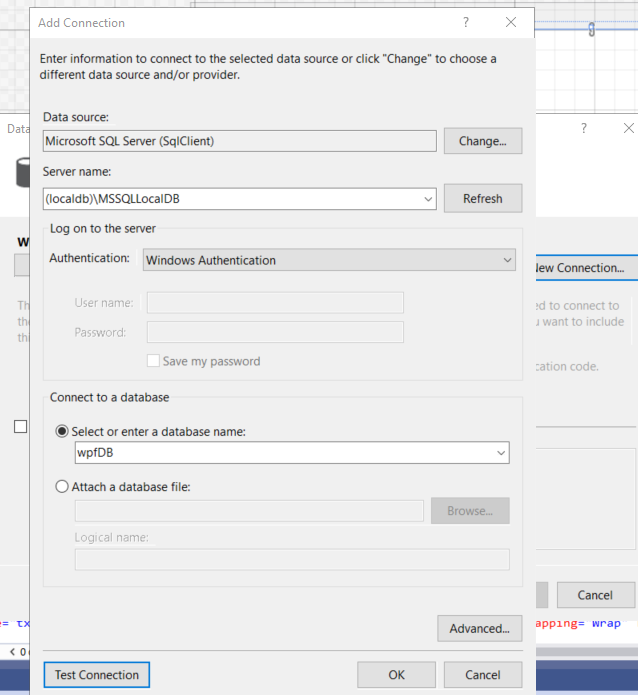 Add Connection
?
Enter information to connect to the selected data source or click "Change" to choose a
different data source and/or provider.
Data source:
Microsoft SQL Server (SqlClient)
Change...
Server name:
(localdb)\MSSQLLocalDB
Refresh
Log on to the server
Authentication:
Windows Authentication
User name:
Password:
Save my password
Connect to a database
Select or enter a database name:
wpfDB
Attach a database file:
Browse...
Logical name:
Advanced...
Test Connection
OK
Cancel
Data
?
W
New Connection...
Th
the
thi
ed to connect to
u want to include
cation code.
Cancel
= tx
apping= Wrap